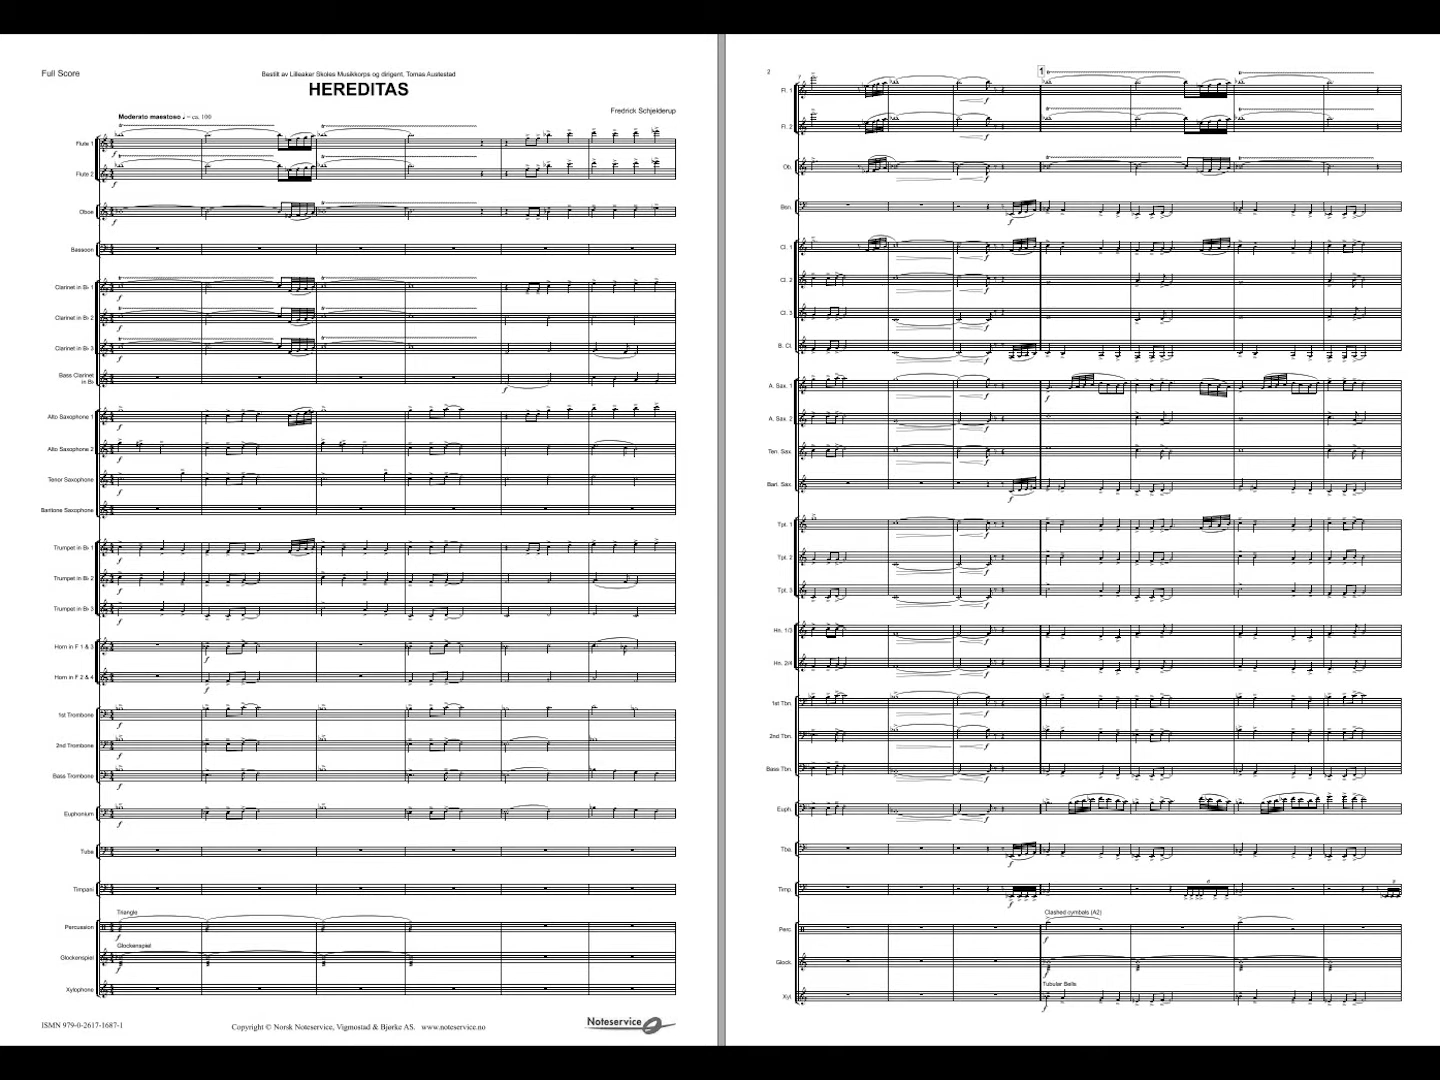 Full Score
Bestilt av Lilleaker Skoles Musikkorps og dirigent, Tomas Austestad
HEREDITAS
Fredrick Schjelderup
Moderato maestoso ♩ = ca. 100
Flute 1
Flute 2
Oboe
Bassoon
Clarinet in B♭ 1
Clarinet in B♭ 2
Clarinet in B♭ 3
Bass Clarinet
in B♭
Alto Saxophone 1
Alto Saxophone 2
Tenor Saxophone
Baritone Saxophone
Trumpet in B♭ 1
Trumpet in B♭ 2
Trumpet in B♭ 3
Horn in F 1 & 3
Horn in F 2 & 4
1st Trombone
2nd Trombone
Bass Trombone
Euphonium
Tuba
Timpani
Triangle
Percussion
Glockenspiel
Glockenspiel
Xylophone
ISMN 979-0-2617-1687-1
Copyright © Norsk Noteservice, Vigmostad & Bjørke AS. www.noteservice.no
Noteservice
2
1
Fl. 1
Fl. 2
Ob.
Bsn.
Cl. 1
Cl. 2
Cl. 3
B. Cl.
A. Sax. 1
A. Sax. 2
Ten. Sax.
Bari. Sax.
Tpt. 1
Tpt. 2
Tpt. 3
Hn. 1/3
Hn. 2/4
1st Tbn.
2nd Tbn.
Bass Tbn.
Euph.
Tba.
Timp.
Clashed cymbals (A2)
Perc.
Glock.
Tubular Bells
Xyl.